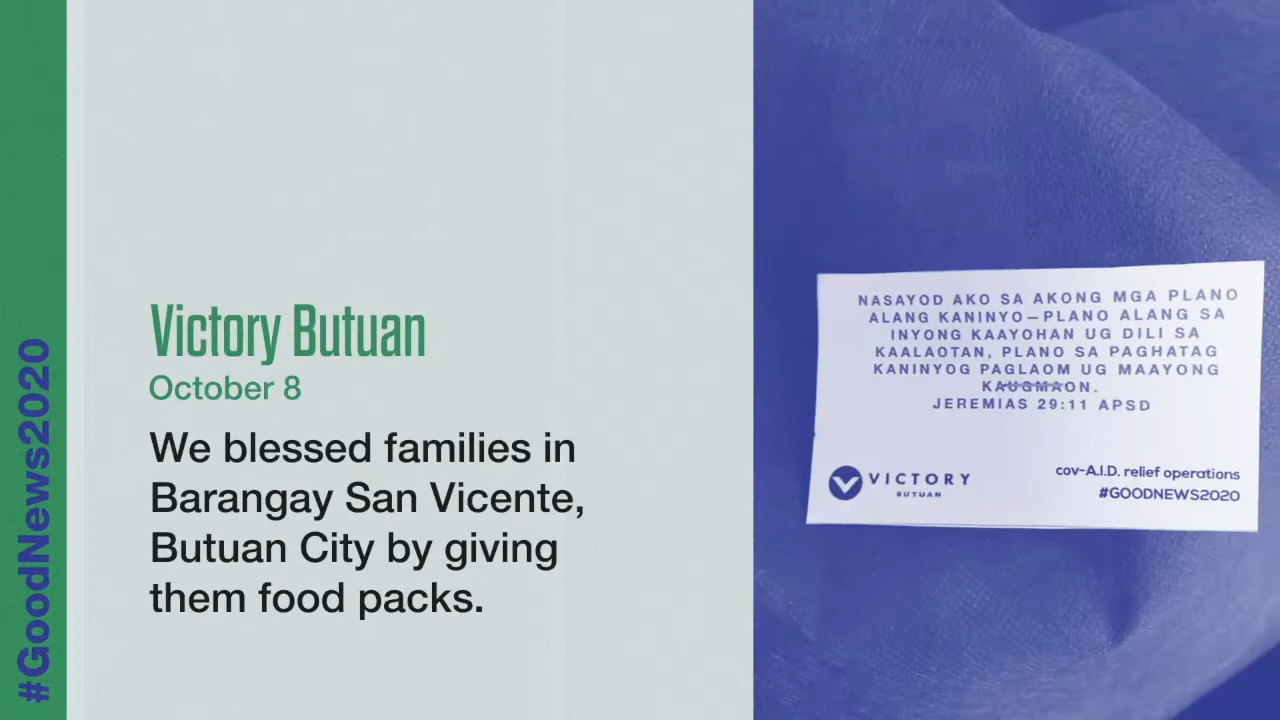 #GoodNews2020
Victory Butuan
October 8
We blessed families in
Barangay San Vicente,
Butuan City by giving
them food packs.
NASAYOD AKO SA AKONG MGA PLANO
ALANG KANINYO—PLANO ALANG SA
INYONG KAAYOHAN UG DILI SA
KAALAOTAN, PLANO SA PAGHATAG
KANINYOG PAGLAOM UG MAAYONG
KAUGMAON.
JEREMIAS 29:11 APSD
VICTORY
BUTUAN
cov-A.I.D. relief operations
#GOODNEWS2020